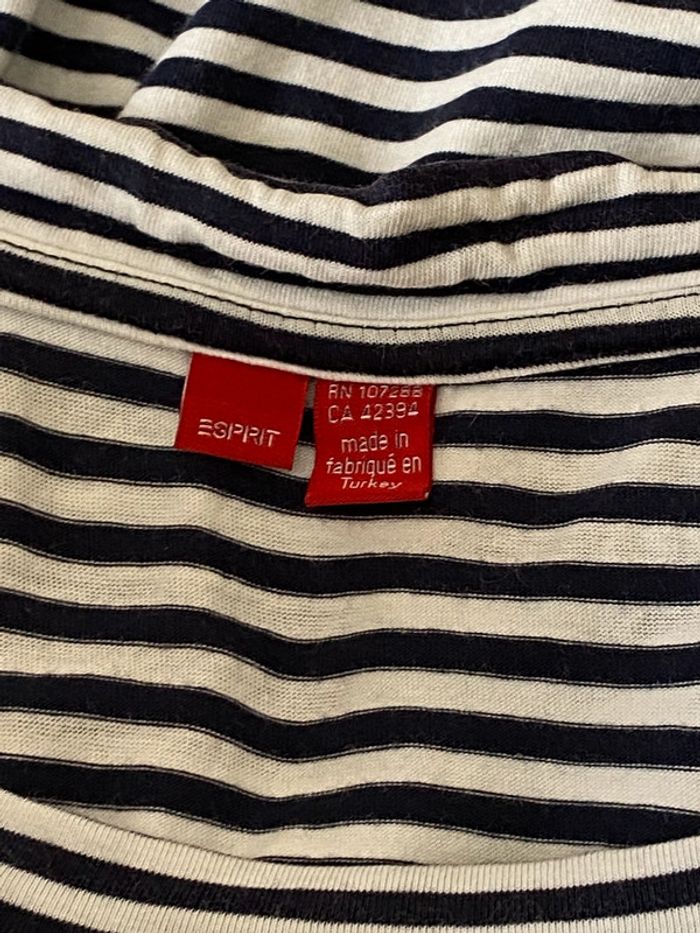 ESPRIT
RN 107288
CA 42394
made in
fabriqué en
Turkey